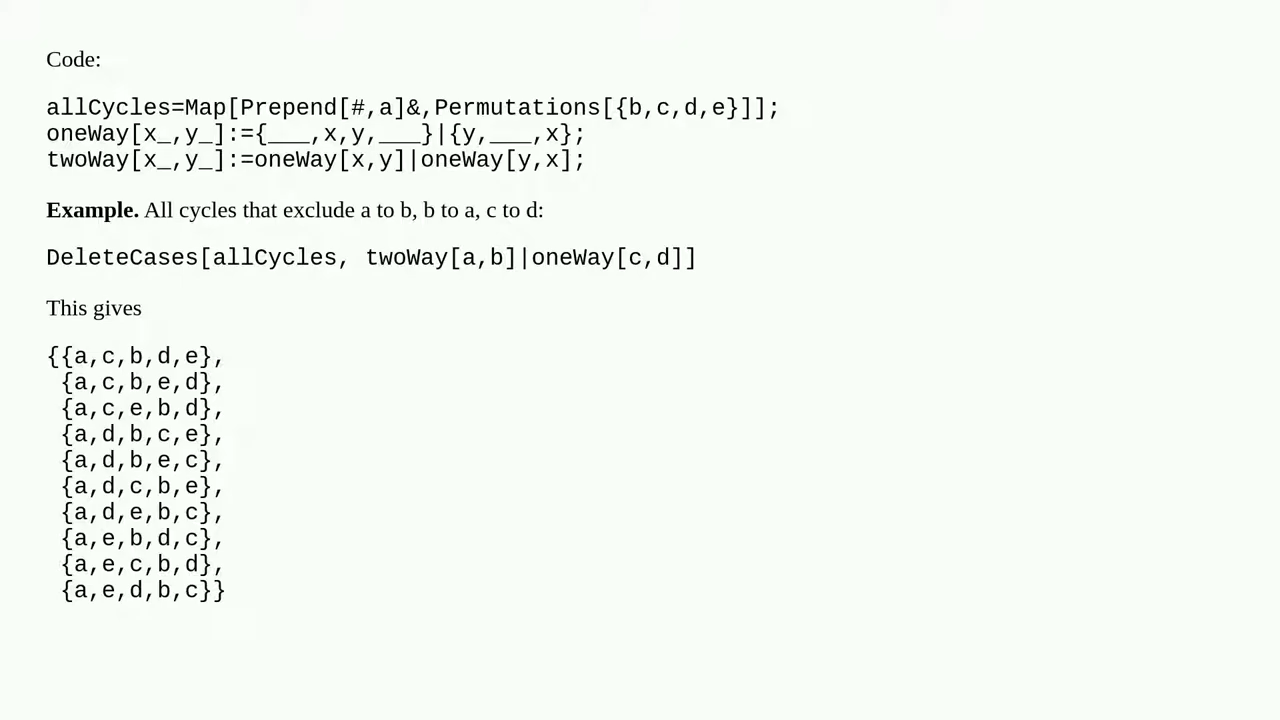 Code:
allCycles=Map[Prepend[#,a]&,Permutations[{b,c,d,e}]];
oneWay[x_,y_]:={___,x,y,___}|{y,___,x};
twoWay[x_,y_]:=oneWay[x,y]|oneWay[y,x];
Example. All cycles that exclude a to b, b to a, c to d:
DeleteCases[allCycles, twoWay[a,b]|oneWay[c,d]]
This gives
{{a,c,b,d,e},
{a,c,b,e,d},
{a,c,e,b,d},
{a,d,b,c,e},
{a,d,b,e,c},
{a,d,c,b,e},
{a,d,e,b,c},
{a,e,b,d,c},
{a,e,c,b,d},
{a,e,d,b,c}}